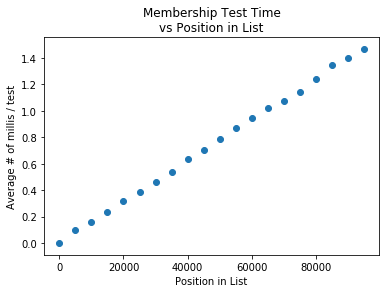 Membership Test Time
vs Position in List
Average # of millis / test
1.4
1.2
1.0
0.8
0.6
0.4
0.2
0.0
0 20000 40000 60000 80000
Position in List